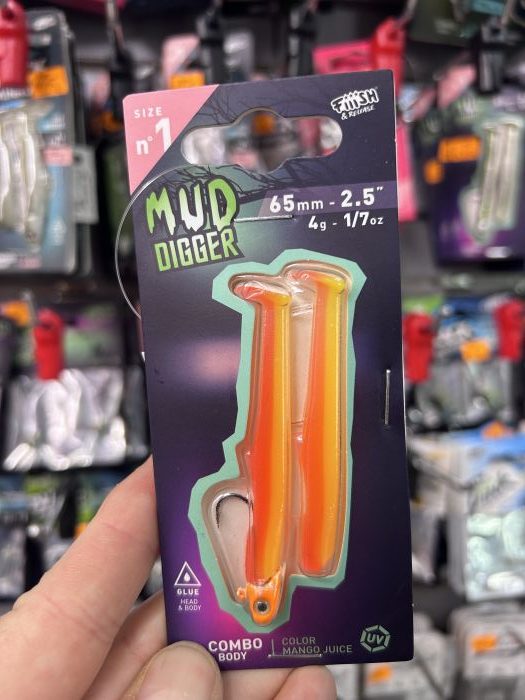 SIZE
n°1
FiiiSH
& RELEASE
MUD
DIGGER
65mm - 2.5"
4g - 1/7oz
GLUE
HEAD
& BODY
COMBO
BODY
COLOR
MANGO JUICE
UV